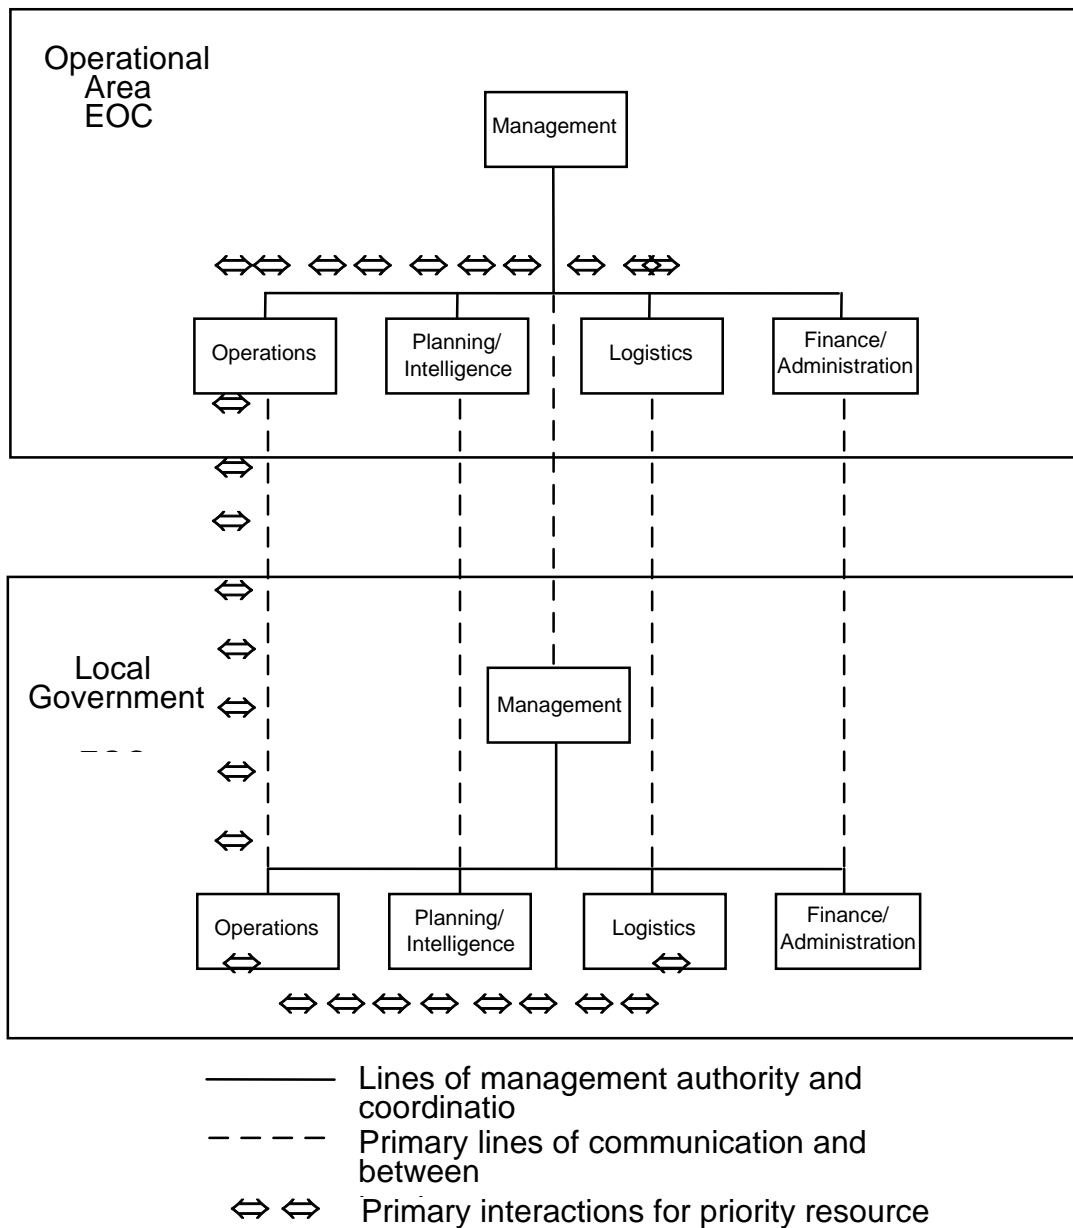 Operational
Area
EOC
Management
Operations
Planning/
Intelligence
Logistics
Finance/
Administration
Local
Government
Management
Operations
Planning/
Intelligence
Logistics
Finance/
Administration
Lines of management authority and
coordinatio
Primary lines of communication and
between
Primary interactions for priority resource